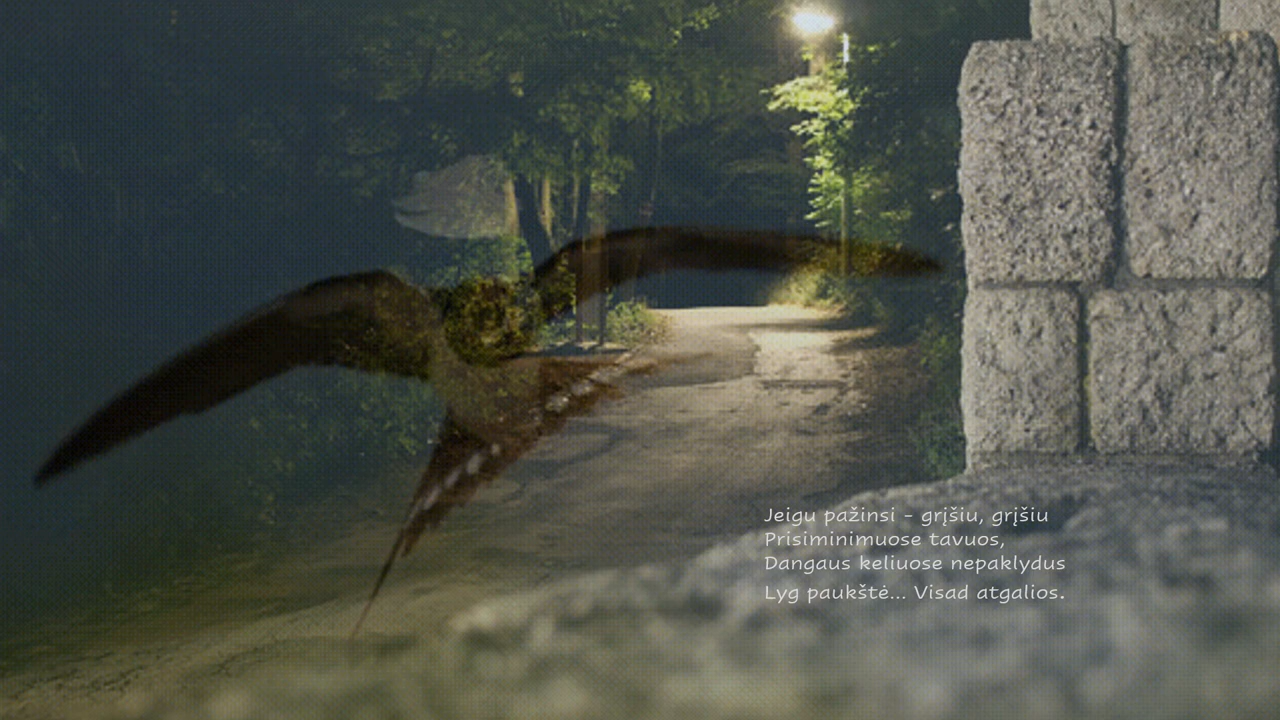 Jeigu pažinsi - grįšiu, grįšiu
Prisiminimuose tavuos,
Dangaus keliuose nepaklydus
Lyg paukštė... Visad atgalios.